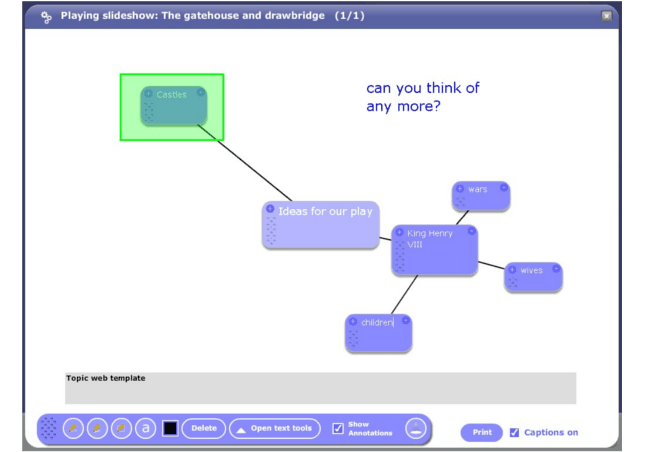 Playing slideshow: The gatehouse and drawbridge (1/1)
Castles
can you think of
any more?
wars
Ideas for our play
King Henry
VIII
wives
children
Topic web template
a
Delete
Open text tools
Show
Annotations
Print
Captions on